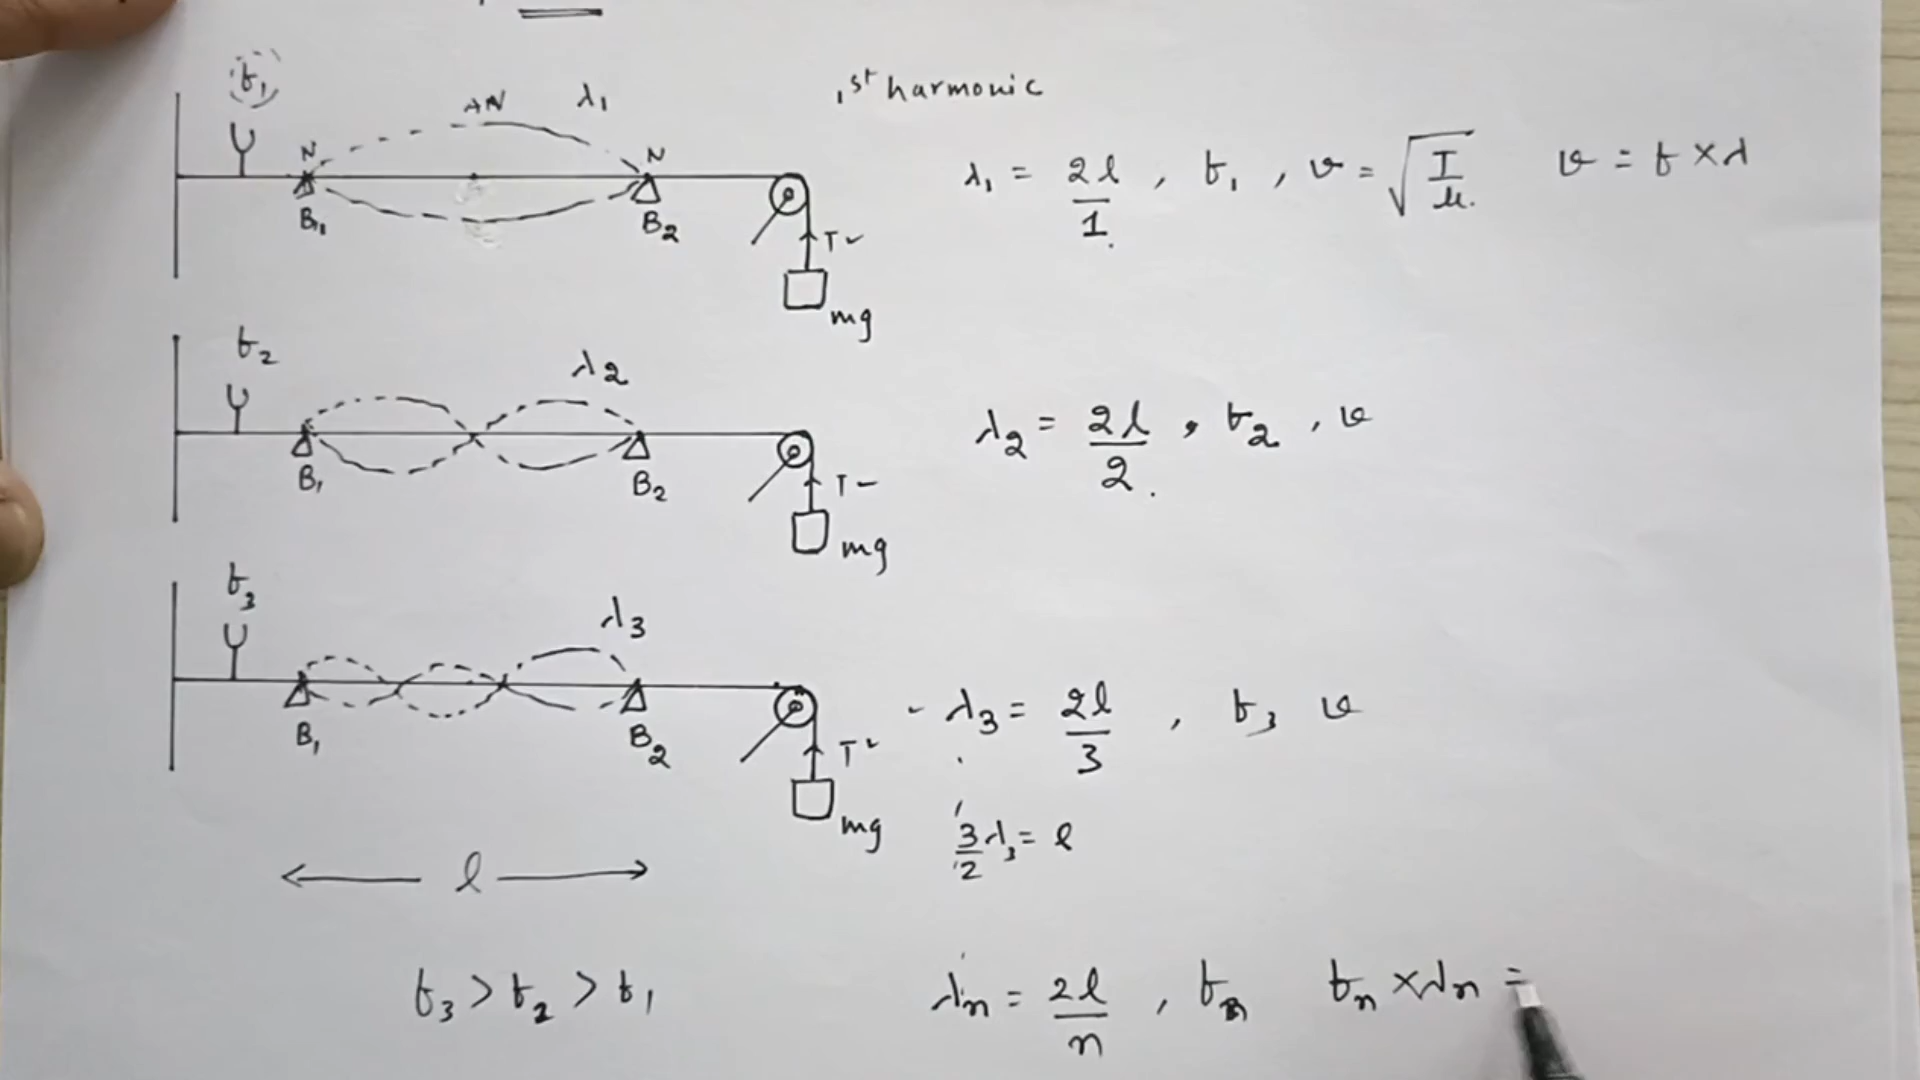 f₁
AN λ₁ 1st harmonic
N N
B₁ B₂ T
mg
λ₁ = 2l/1 , f₁ , v = √(T/μ) v = f × λ
f₂ λ₂
B₁ B₂ T
mg
λ₂ = 2l/2 , f₂ , v
f₃ λ₃
B₁ B₂ T
mg
λ₃ = 2l/3 , f₃ v
3/2 λ₃ = l
l
f₃ > f₂ > f₁
λn = 2l/n , fn fn × λn =